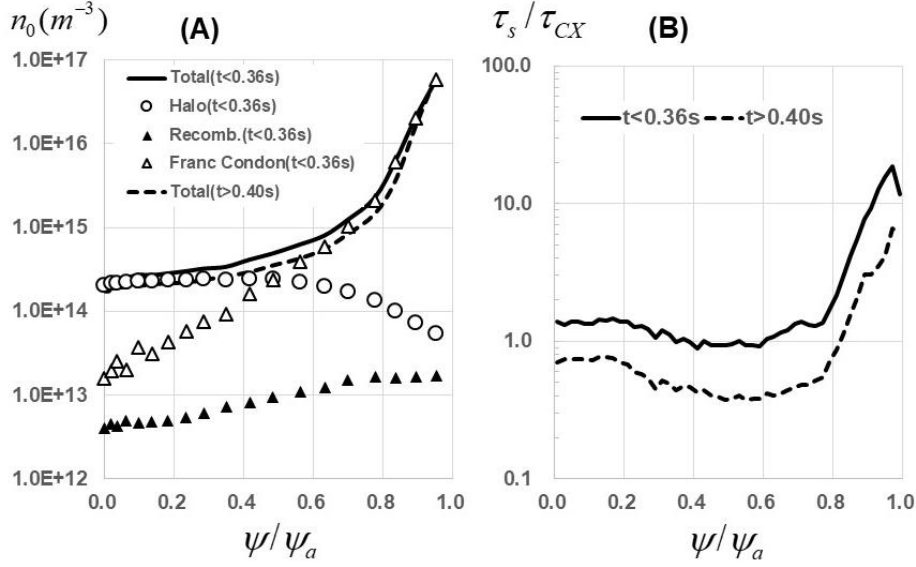 n₀(m⁻³)
(A)
1.0E+17
1.0E+16
1.0E+15
1.0E+14
1.0E+13
1.0E+12
Total(t<0.36s)
Halo(t<0.36s)
Recomb.(t<0.36s)
Franc Condon(t<0.36s)
Total(t>0.40s)
0.0 0.2 0.4 0.6 0.8 1.0
ψ/ψₐ
τₛ/τ_CX
(B)
100.0
10.0
1.0
0.1
t<0.36s t>0.40s
0.0 0.2 0.4 0.6 0.8 1.0
ψ/ψₐ